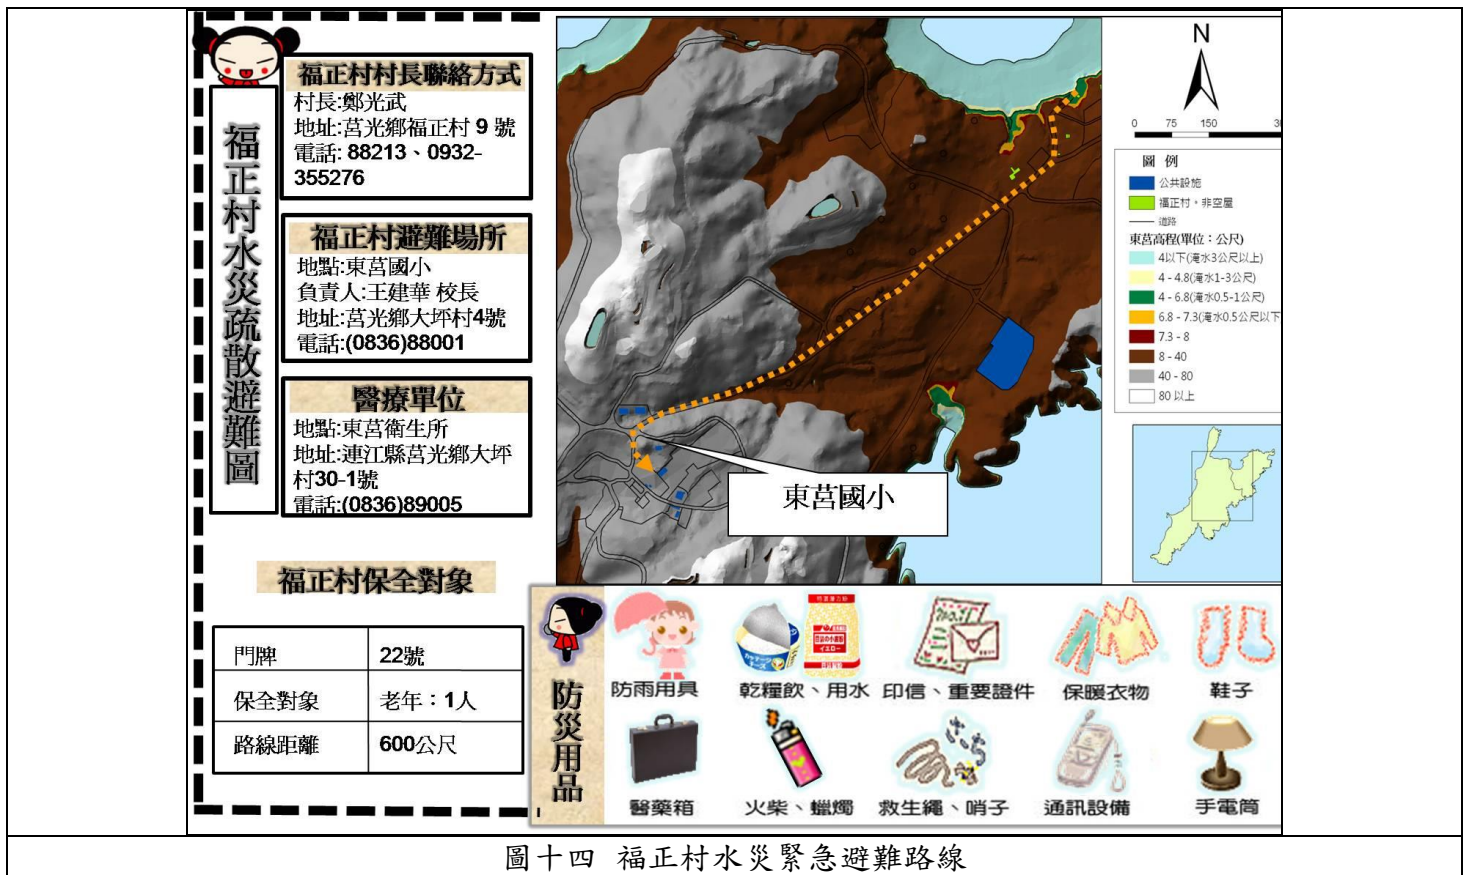 福正村水災疏散避難圖
福正村村長聯絡方式
村長:鄭光武
地址:莒光鄉福正村 9 號
電話: 88213、0932-
355276
福正村避難場所
地點:東莒國小
負責人:王建華 校長
地址:莒光鄉大坪村4號
電話:(0836)88001
醫療單位
地點:東莒衛生所
地址:連江縣莒光鄉大坪
村30-1號
電話:(0836)89005
福正村保全對象
門牌 22號
保全對象 老年：1人
路線距離 600公尺
東莒國小
N
0 75 150 30
圖 例
公共設施
福正村，非空屋
道路
東莒高程(單位：公尺)
4以下(淹水3公尺以上)
4 - 4.8(淹水1-3公尺)
4 - 6.8(淹水0.5-1公尺)
6.8 - 7.3(淹水0.5公尺以下
7.3 - 8
8 - 40
40 - 80
80 以上
防災用品
防雨用具
乾糧飲、用水
印信、重要證件
保暖衣物
鞋子
醫藥箱
火柴、蠟燭
救生繩、哨子
通訊設備
手電筒
圖十四 福正村水災緊急避難路線